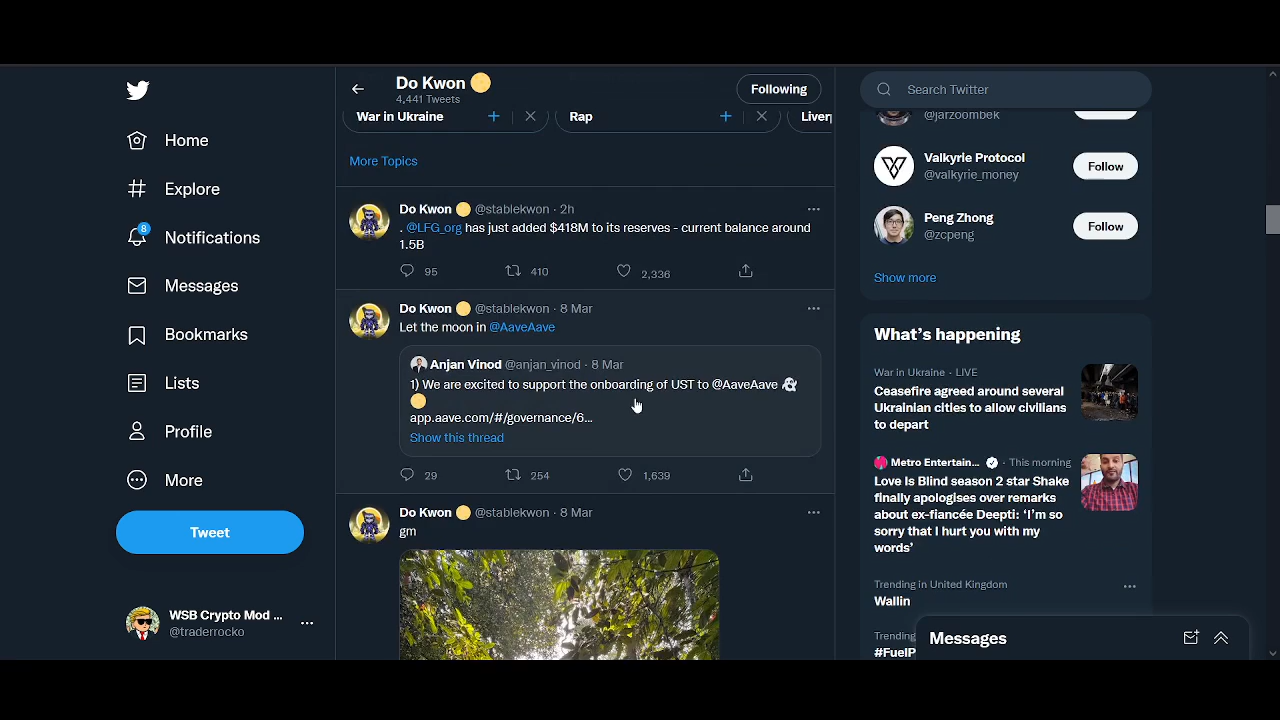 Home
Explore
8
Notifications
Messages
Bookmarks
Lists
Profile
More
Tweet
WSB Crypto Mod ...
@traderrocko
Do Kwon
4,441 Tweets
Following
War in Ukraine
Rap
More Topics
Do Kwon @stablekwon · 2h
. @LFG_org has just added $418M to its reserves - current balance around
1.5B
95 410 2,336
Do Kwon @stablekwon · 8 Mar
Let the moon in @AaveAave
Anjan Vinod @anjan_vinod · 8 Mar
1) We are excited to support the onboarding of UST to @AaveAave
app.aave.com/#/governance/6...
Show this thread
29 254 1,639
Do Kwon @stablekwon · 8 Mar
gm
Search Twitter
@jarzoombek
Valkyrie Protocol
@valkyrie_money
Follow
Peng Zhong
@zcpeng
Follow
Show more
What's happening
War in Ukraine · LIVE
Ceasefire agreed around several
Ukrainian cities to allow civilians
to depart
Metro Entertain... · This morning
Love Is Blind season 2 star Shake
finally apologises over remarks
about ex-fiancée Deepti: ‘I'm so
sorry that I hurt you with my
words’
Trending in United Kingdom
Wallin
Trending
#FuelP
Messages